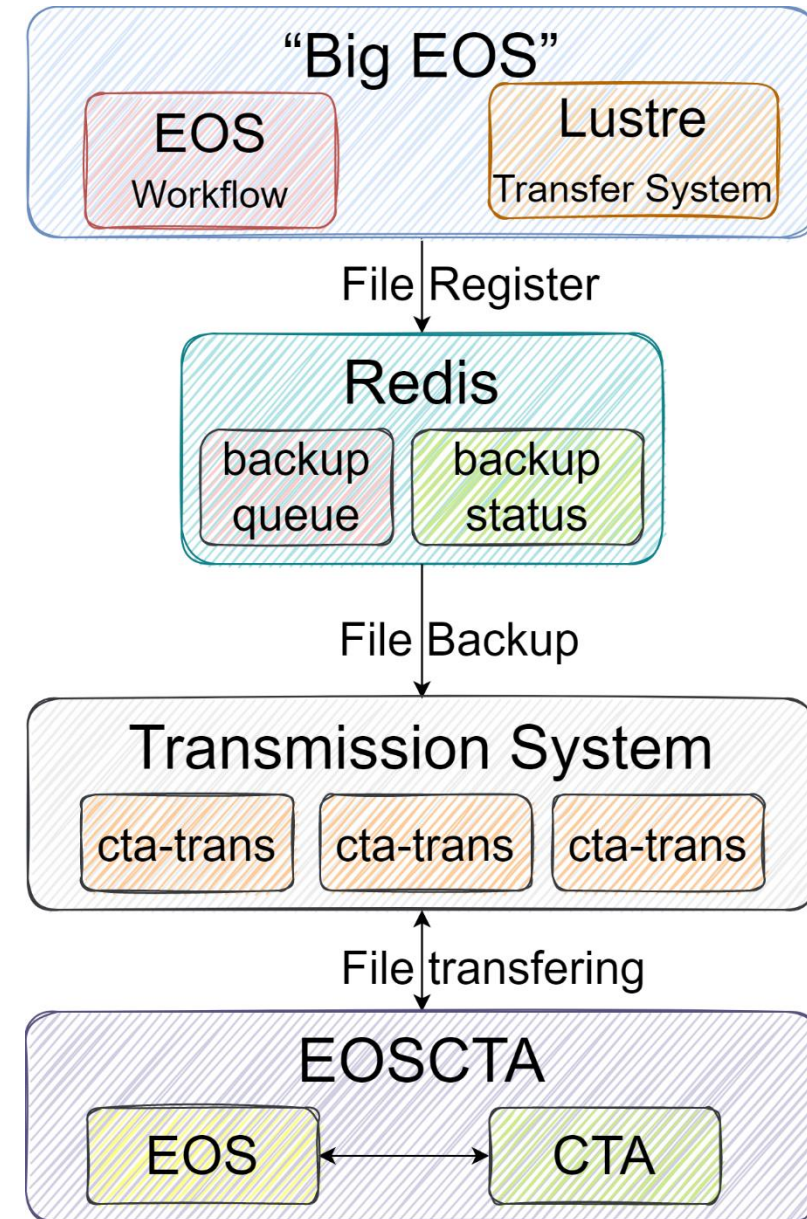 “Big EOS”
EOS
Workflow
Lustre
Transfer System
File Register
Redis
backup
queue
backup
status
File Backup
Transmission System
cta-trans
cta-trans
cta-trans
File transfering
EOSCTA
EOS
CTA